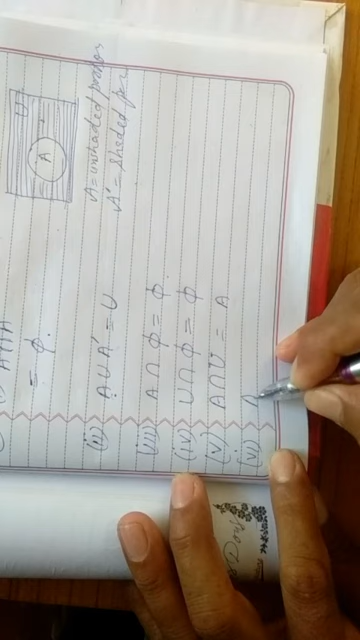 U
A
A = unshaded portion
A' = Shaded por
A∩A'
= ϕ.
(ii) A∪A' = U
(iii) A∩ϕ = ϕ.
(iv) U∩ϕ = ϕ
(v) A∩U = A
(vi)